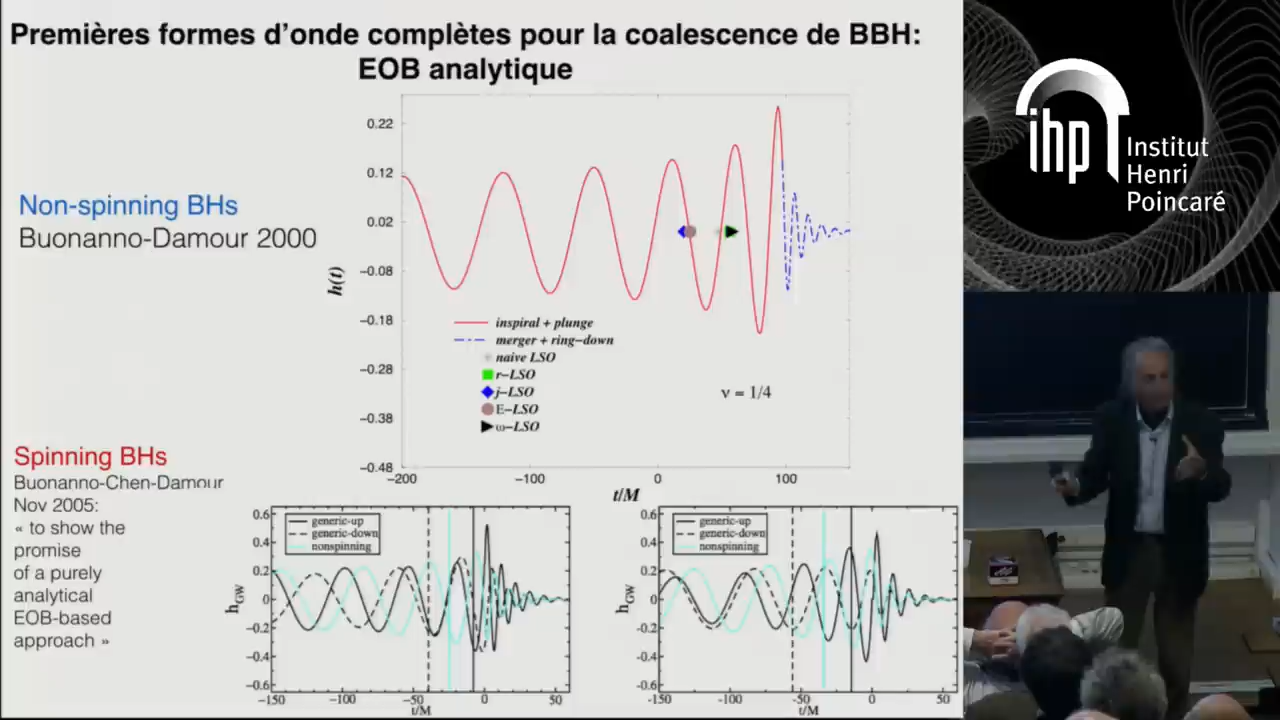 Premières formes d'onde complètes pour la coalescence de BBH:
EOB analytique
Non-spinning BHs
Buonanno-Damour 2000
h(t)
0.22
0.12
0.02
−0.08
−0.18
−0.28
−0.38
−0.48
inspiral + plunge
merger + ring−down
naive LSO
r−LSO
j−LSO
E−LSO
ω−LSO
ν = 1/4
−200
−100
0
100
t/M
Spinning BHs
Buonanno-Chen-Damour
Nov 2005:
« to show the
promise
of a purely
analytical
EOB-based
approach »
hGW
0.6
0.4
0.2
0
-0.2
-0.4
-0.6
generic-up
generic-down
nonspinning
-150
-100
-50
0
50
t/M
hGW
0.6
0.4
0.2
0
-0.2
-0.4
-0.6
generic-up
generic-down
nonspinning
-150
-100
-50
0
50
t/M
ihp
Institut
Henri
Poincaré